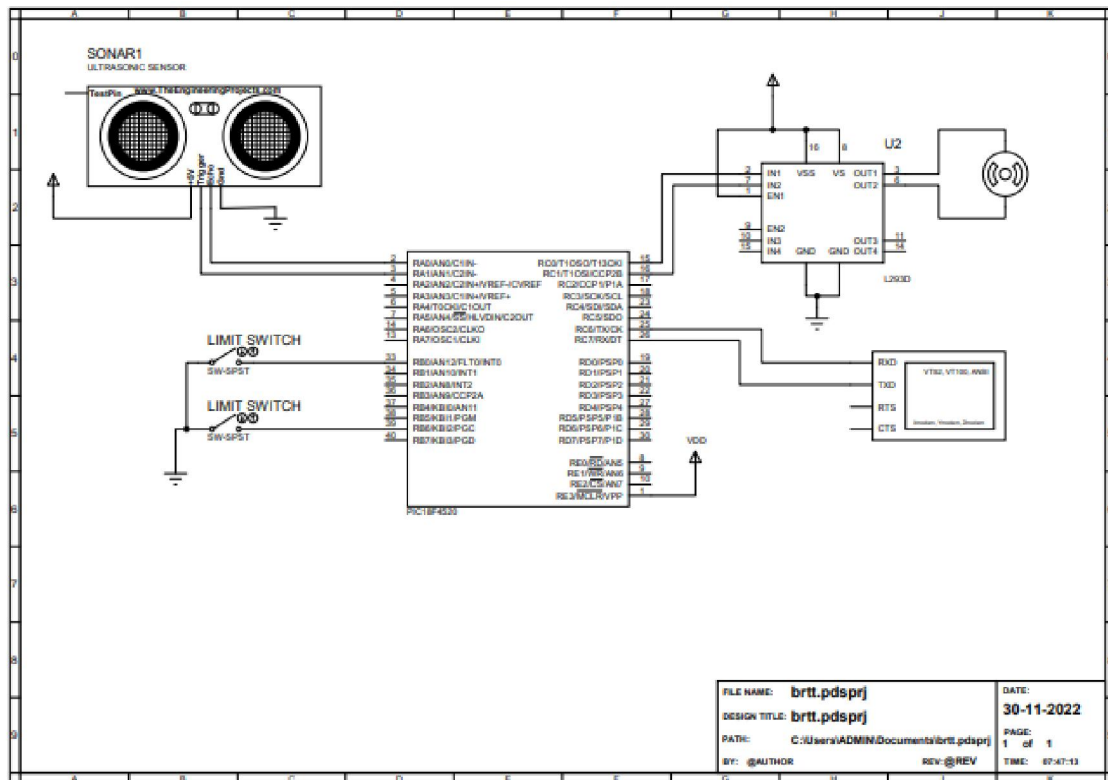 A B C D E F G H J K
0
1
2
3
4
5
6
7
8
9
SONAR1
ULTRASONIC SENSOR
TestPin www.TheEngineeringProjects.com
+5V
Trigger
Echo
Gnd
U2
16 8
2 IN1 VSS VS OUT1 3
7 IN2 OUT2 6
1 EN1
9 EN2
10 IN3 OUT3 11
15 IN4 GND GND OUT4 14
L293D
2 RA0/AN0/C1IN- RC0/T1OSO/T13CKI 15
3 RA1/AN1/C2IN- RC1/T1OSI/CCP2B 16
4 RA2/AN2/C2IN+/VREF-/CVREF RC2/CCP1/P1A 17
5 RA3/AN3/C1IN+/VREF+ RC3/SCK/SCL 18
6 RA4/T0CKI/C1OUT RC4/SDI/SDA 23
7 RA5/AN4/SS/HLVDIN/C2OUT RC5/SDO 24
14 RA6/OSC2/CLKO RC6/TX/CK 25
13 RA7/OSC1/CLKI RC7/RX/DT 26
LIMIT SWITCH
SW-SPST
33 RB0/AN12/FLT0/INT0 RD0/PSP0 19
34 RB1/AN10/INT1 RD1/PSP1 20
35 RB2/AN8/INT2 RD2/PSP2 21
36 RB3/AN9/CCP2A RD3/PSP3 22
37 RB4/KBI0/AN11 RD4/PSP4 27
38 RB5/KBI1/PGM RD5/PSP5/P1B 28
39 RB6/KBI2/PGC RD6/PSP6/P1C 29
40 RB7/KBI3/PGD RD7/PSP7/P1D 30
LIMIT SWITCH
SW-SPST
RE0/RD/AN5 8
RE1/WR/AN6 9
RE2/CS/AN7 10
RE3/MCLR/VPP 1
VDD
PIC18F4520
RXD
TXD
RTS
CTS
VT52, VT100, ANSI
FILE NAME: brtt.pdsprj
DESIGN TITLE: brtt.pdsprj
PATH: C:\Users\ADMIN\Documents\brtt.pdsprj
BY: @AUTHOR REV: @REV
DATE:
30-11-2022
PAGE:
1 of 1
TIME: 07:47:13
A B C D E F G H J K